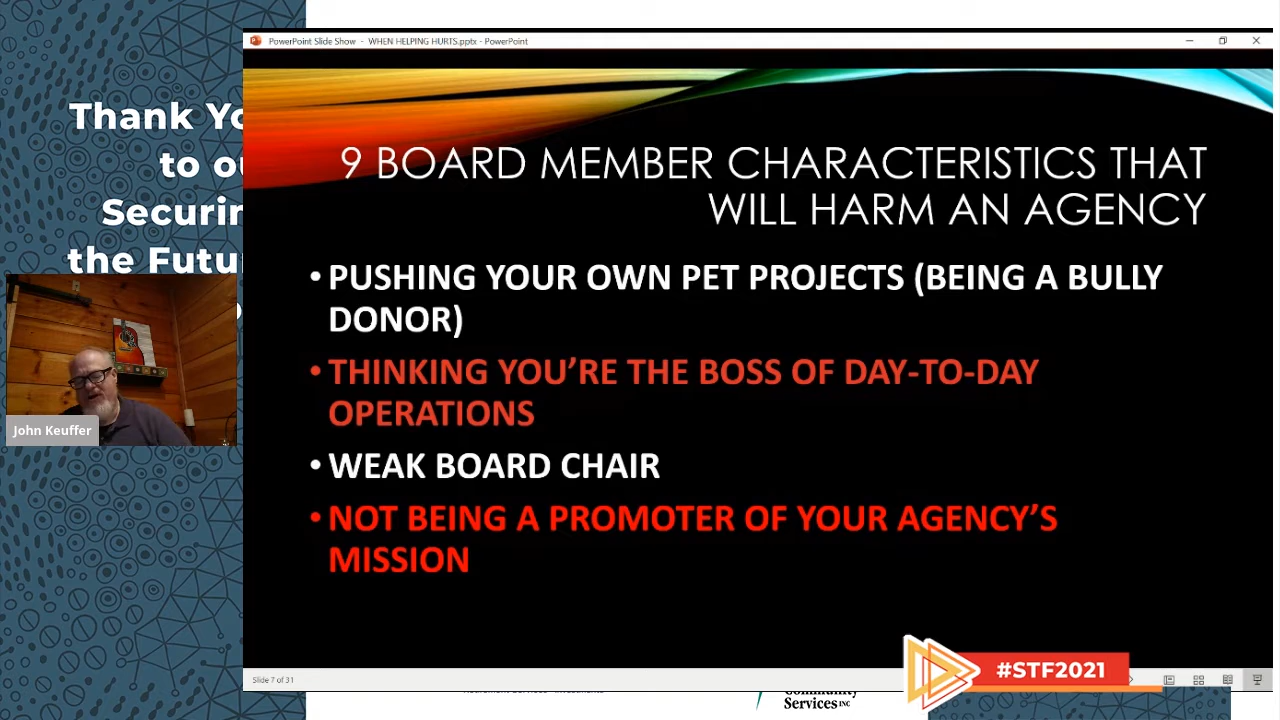 PowerPoint Slide Show - WHEN HELPING HURTS.pptx - PowerPoint
Thank Yo
to ou
Securin
the Futu
John Keuffer
9 BOARD MEMBER CHARACTERISTICS THAT
WILL HARM AN AGENCY
• PUSHING YOUR OWN PET PROJECTS (BEING A BULLY
DONOR)
• THINKING YOU'RE THE BOSS OF DAY-TO-DAY
OPERATIONS
• WEAK BOARD CHAIR
• NOT BEING A PROMOTER OF YOUR AGENCY'S
MISSION
Slide 7 of 31
#STF2021
Community
Services INC